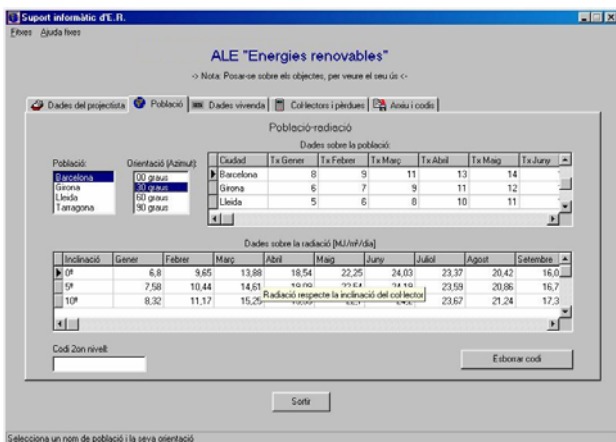 Suport informàtic d'E.R.
Fitxes Ajuda fixes
ALE "Energies renovables"
-> Nota: Posar-se sobre els objectes, per veure el seu ús <-
Dades del projectista Població Dades vivenda Col·lectors i pèrdues Arxiu i codis
Població-radiació
Dades sobre la població:
Població: Orientació (Azimut):
Barcelona 00 graus
Girona 30 graus
Lleida 60 graus
Tarragona 90 graus
Ciudad Tx Gener Tx Febrer Tx Març Tx Abril Tx Maig Tx Juny
Barcelona 8 9 11 13 14
Girona 6 7 9 11 12
Lleida 5 6 8 10 11
Dades sobre la radiació [MJ/m²/dia]
Inclinació Gener Febrer Març Abril Maig Juny Juliol Agost Setembre
0º 6,8 9,65 13,88 18,54 22,25 24,03 23,37 20,42 16,0
5º 7,58 10,44 14,61 23,59 20,86 16,7
Radiació respecte la inclinació del col·lector
10º 8,32 11,17 15,25 23,67 21,24 17,3
Codi 2on nivell:
Esborrar codi
Sortir
Selecciona un nom de població i la seva orientació